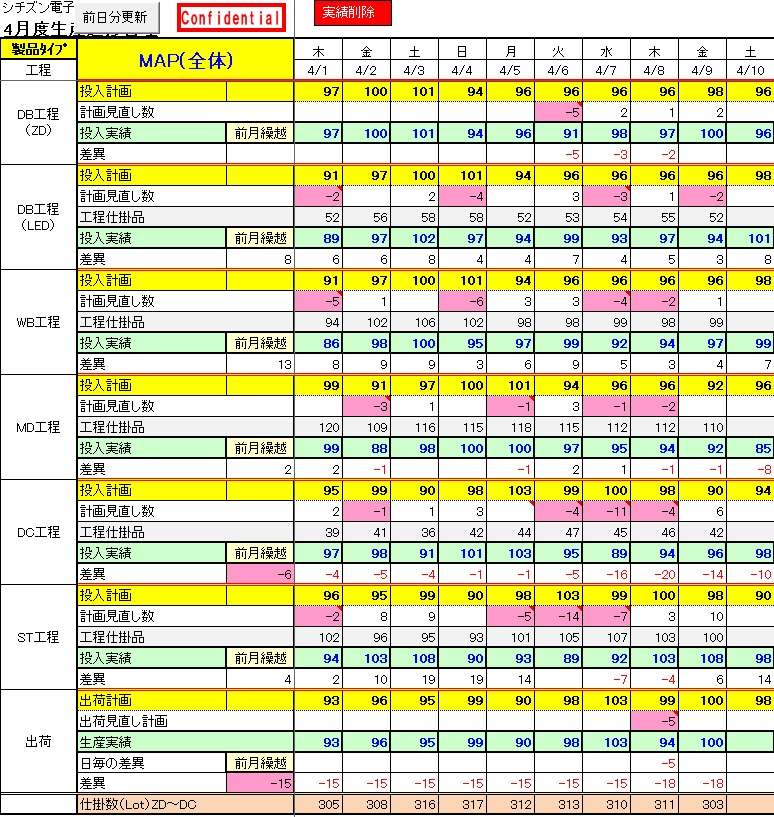 シチズン電子 前日分更新 Confidential 実績削除
4月度生産
製品タイプ MAP(全体) 木 金 土 日 月 火 水 木 金 土
工程 4/1 4/2 4/3 4/4 4/5 4/6 4/7 4/8 4/9 4/10
DB工程(ZD)
投入計画 97 100 101 94 96 96 96 96 98 96
計画見直し数 -5 2 1 2
投入実績 前月繰越 97 100 101 94 96 91 98 97 100 96
差異 -5 -3 -2
DB工程(LED)
投入計画 91 97 100 101 94 96 96 96 96 98
計画見直し数 -2 2 -4 3 -3 1 -2
工程仕掛品 52 56 58 58 52 53 54 55 52
投入実績 前月繰越 89 97 102 97 94 99 93 97 94 101
差異 8 6 6 8 4 4 7 4 5 3 8
WB工程
投入計画 91 97 100 101 94 96 96 96 96 98
計画見直し数 -5 1 -6 3 3 -4 -2 1
工程仕掛品 94 102 106 102 98 98 99 98 99
投入実績 前月繰越 86 98 100 95 97 99 92 94 97 99
差異 13 8 9 9 3 6 9 5 3 4 7
MD工程
投入計画 99 91 97 100 101 94 96 96 92 96
計画見直し数 -3 1 -1 3 -1 -2
工程仕掛品 120 109 116 115 118 115 112 112 110
投入実績 前月繰越 99 88 98 100 100 97 95 94 92 85
差異 2 2 -1 -1 2 1 -1 -1 -8
DC工程
投入計画 95 99 90 98 103 99 100 98 90 94
計画見直し数 2 -1 1 3 -4 -11 -4 6
工程仕掛品 39 41 36 42 44 47 45 46 42
投入実績 前月繰越 97 98 91 101 103 95 89 94 96 98
差異 -6 -4 -5 -4 -1 -1 -5 -16 -20 -14 -10
ST工程
投入計画 96 95 99 90 98 103 99 100 98 90
計画見直し数 -2 8 9 -5 -14 -7 3 10
工程仕掛品 102 96 95 93 101 105 107 103 100
投入実績 前月繰越 94 103 108 90 93 89 92 103 108 98
差異 4 2 10 19 19 14 -7 -4 6 14
出荷
出荷計画 93 96 95 99 90 98 103 99 100 98
出荷見直し計画 -5
生産実績 93 96 95 99 90 98 103 94 100
日毎の差異 前月繰越 -5
差異 -15 -15 -15 -15 -15 -15 -15 -15 -18 -18
仕掛数(Lot)ZD～DC 305 308 316 317 312 313 310 311 303